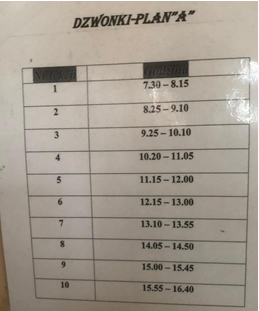 DZWONKI-PLAN"A"
1 7.30 – 8.15
2 8.25 – 9.10
3 9.25 – 10.10
4 10.20 – 11.05
5 11.15 – 12.00
6 12.15 – 13.00
7 13.10 – 13.55
8 14.05 – 14.50
9 15.00 – 15.45
10 15.55 – 16.40